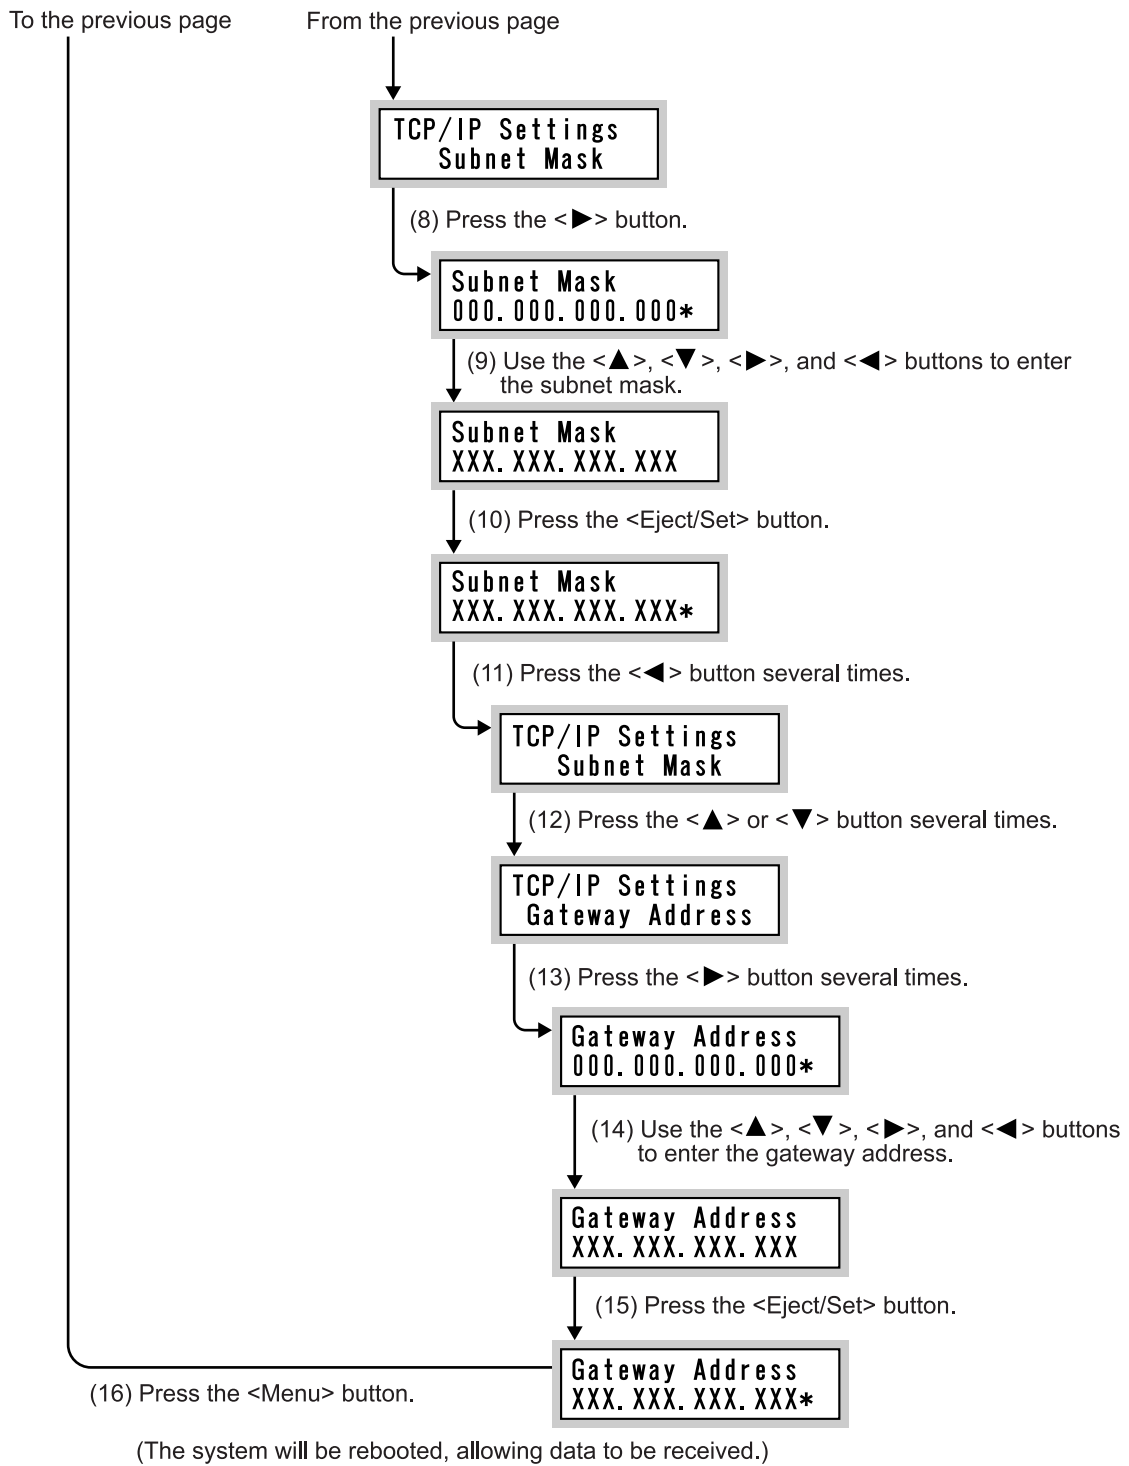 To the previous page
From the previous page
TCP/IP Settings
Subnet Mask
(8) Press the <▶> button.
Subnet Mask
000.000.000.000*
(9) Use the <▲>, <▼>, <▶>, and <◀> buttons to enter
the subnet mask.
Subnet Mask
XXX.XXX.XXX.XXX
(10) Press the <Eject/Set> button.
Subnet Mask
XXX.XXX.XXX.XXX*
(11) Press the <◀> button several times.
TCP/IP Settings
Subnet Mask
(12) Press the <▲> or <▼> button several times.
TCP/IP Settings
Gateway Address
(13) Press the <▶> button several times.
Gateway Address
000.000.000.000*
(14) Use the <▲>, <▼>, <▶>, and <◀> buttons
to enter the gateway address.
Gateway Address
XXX.XXX.XXX.XXX
(15) Press the <Eject/Set> button.
Gateway Address
XXX.XXX.XXX.XXX*
(16) Press the <Menu> button.
(The system will be rebooted, allowing data to be received.)